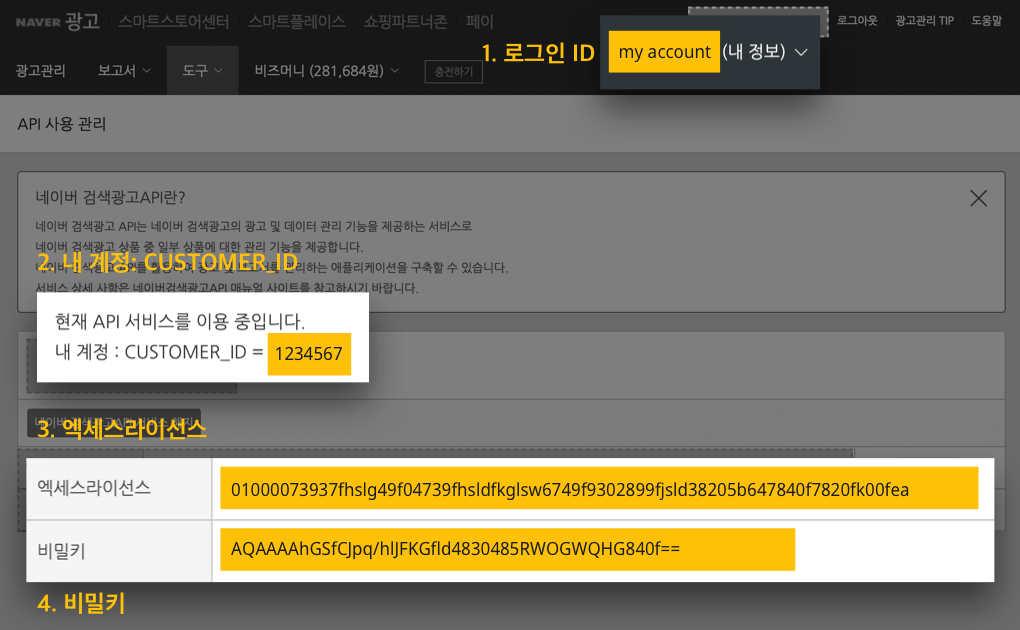 NAVER 광고 스마트스토어센터 스마트플레이스 쇼핑파트너존 페이 로그아웃 광고관리 TIP 도움말
1. 로그인 ID my account (내 정보)
광고관리 보고서 도구 비즈머니 (281,684원) 충전하기
API 사용 관리
네이버 검색광고API란?
네이버 검색광고 API는 네이버 검색광고의 광고 및 데이터 관리 기능을 제공하는 서비스로
네이버 검색광고 상품 중 일부 상품에 대한 관리 기능을 제공합니다.
2. 내 계정: CUSTOMER_ID
관리하는 애플리케이션을 구축할 수 있습니다.
서비스 상세 사항은 네이버검색광고API 매뉴얼 사이트를 참고하시기 바랍니다.
현재 API 서비스를 이용 중입니다.
내 계정 : CUSTOMER_ID = 1234567
3. 엑세스라이선스
엑세스라이선스 01000073937fhslg49f04739fhsldfkglsw6749f9302899fjsld38205b647840f7820fk00fea
비밀키 AQAAAAhGSfCJpq/hlJFKGfld4830485RWOGWQHG840f==
4. 비밀키